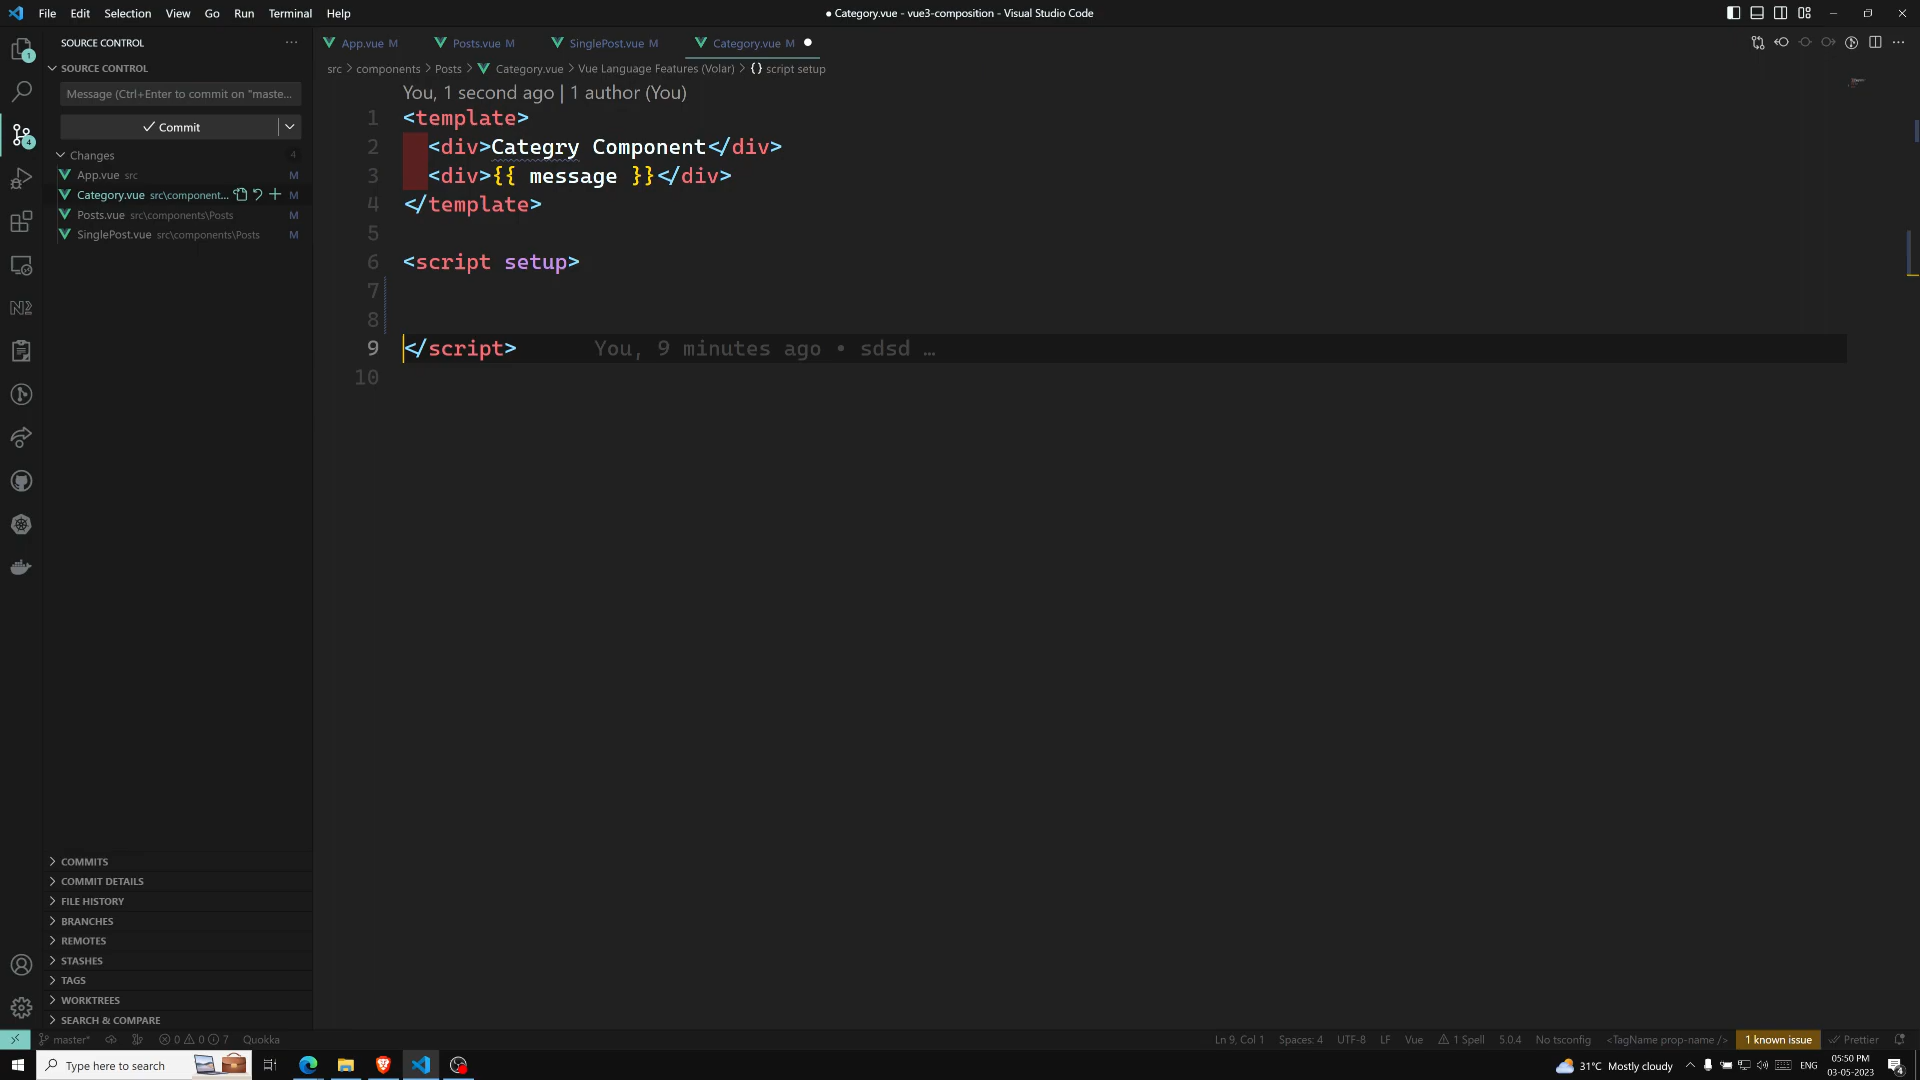 File Edit Selection View Go Run Terminal Help
● Category.vue - vue3-composition - Visual Studio Code
SOURCE CONTROL
SOURCE CONTROL
Message (Ctrl+Enter to commit on "maste...
Commit
Changes 4
App.vue src M
Category.vue src\component... M
Posts.vue src\components\Posts M
SinglePost.vue src\components\Posts M
COMMITS
COMMIT DETAILS
FILE HISTORY
BRANCHES
REMOTES
STASHES
TAGS
WORKTREES
SEARCH & COMPARE
App.vue M Posts.vue M SinglePost.vue M Category.vue M
src > components > Posts > Category.vue > Vue Language Features (Volar) > {} script setup
You, 1 second ago | 1 author (You)
1 <template>
2 <div>Categry Component</div>
3 <div>{{ message }}</div>
4 </template>
5
6 <script setup>
7
8
9 </script> You, 9 minutes ago • sdsd …
10
master* 0 0 7 Quokka
Ln 9, Col 1 Spaces: 4 UTF-8 LF Vue 1 Spell 5.0.4 No tsconfig <TagName prop-name /> 1 known issue Prettier
Type here to search
31°C Mostly cloudy ENG
05:50 PM
03-05-2023
4